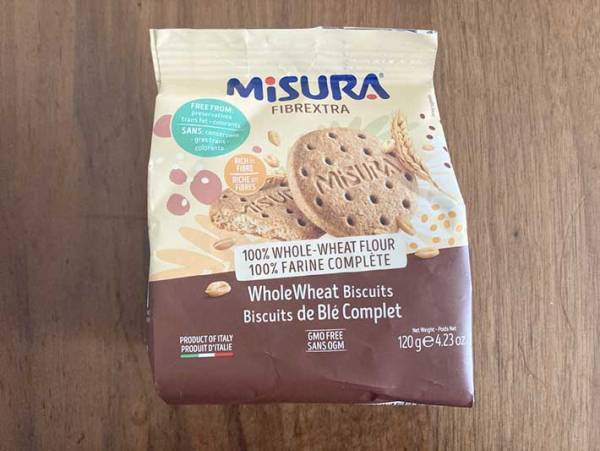 MiSURA
FIBREXTRA
FREE FROM:
preservatives
trans fat - colorants
SANS: conservateurs
- gras trans -
colorants
RICH IN
FIBRE
RICHE EN
FIBRES
MiSURA
100% WHOLE-WHEAT FLOUR
100% FARINE COMPLÈTE
WholeWheat Biscuits
Biscuits de Blé Complet
PRODUCT OF ITALY
PRODUIT D'ITALIE
GMO FREE
SANS OGM
Net Weight - Poids Net
120 g e 4.23 oz